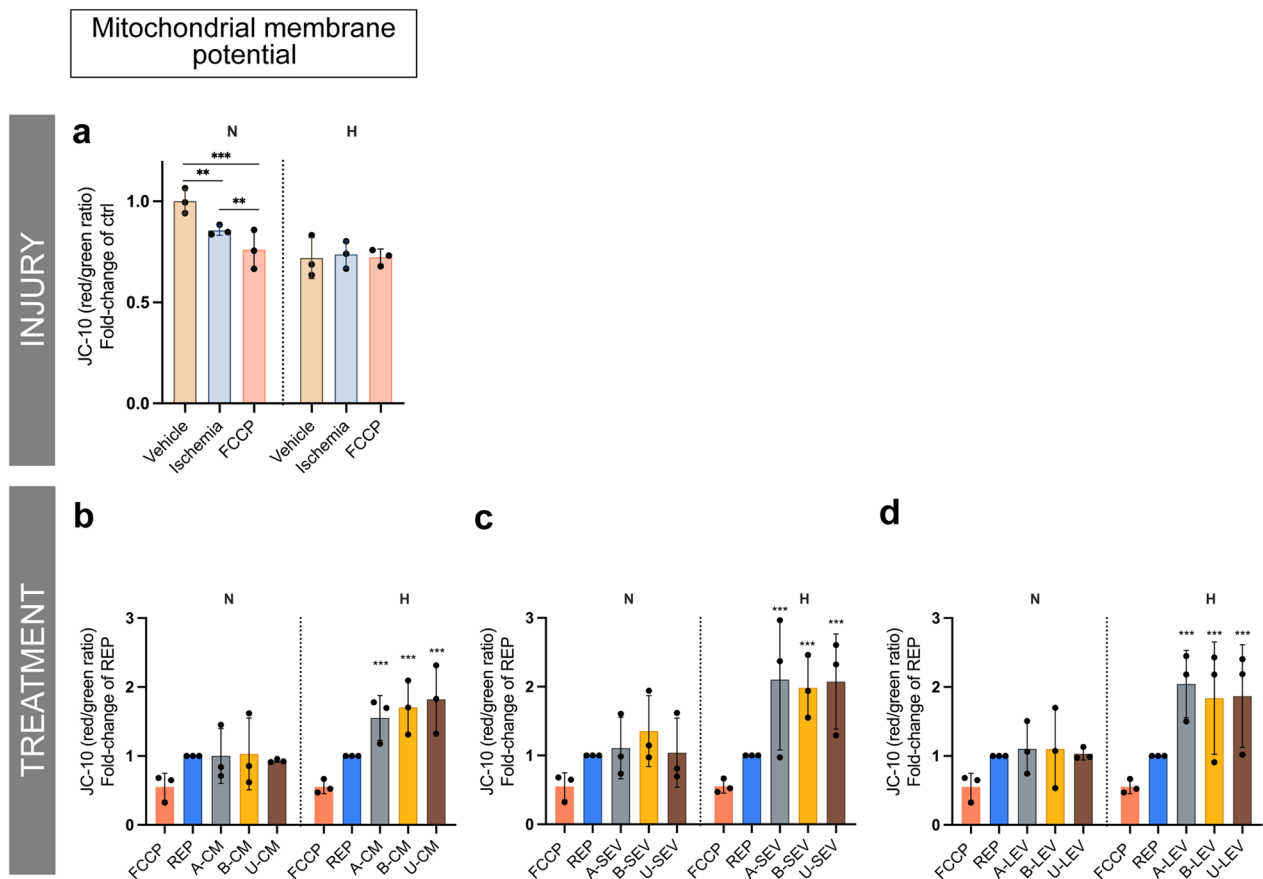 Mitochondrial membrane
potential
INJURY
a
N
H
***
**
**
JC-10 (red/green ratio)
Fold-change of ctrl
1.0
0.5
0.0
Vehicle
Ischemia
FCCP
Vehicle
Ischemia
FCCP
TREATMENT
b
N
H
JC-10 (red/green ratio)
Fold-change of REP
3
2
1
0
***
***
***
FCCP
REP
A-CM
B-CM
U-CM
FCCP
REP
A-CM
B-CM
U-CM
c
N
H
JC-10 (red/green ratio)
Fold-change of REP
3
2
1
0
***
***
***
FCCP
REP
A-SEV
B-SEV
U-SEV
FCCP
REP
A-SEV
B-SEV
U-SEV
d
N
H
JC-10 (red/green ratio)
Fold-change of REP
3
2
1
0
***
***
***
FCCP
REP
A-LEV
B-LEV
U-LEV
FCCP
REP
A-LEV
B-LEV
U-LEV